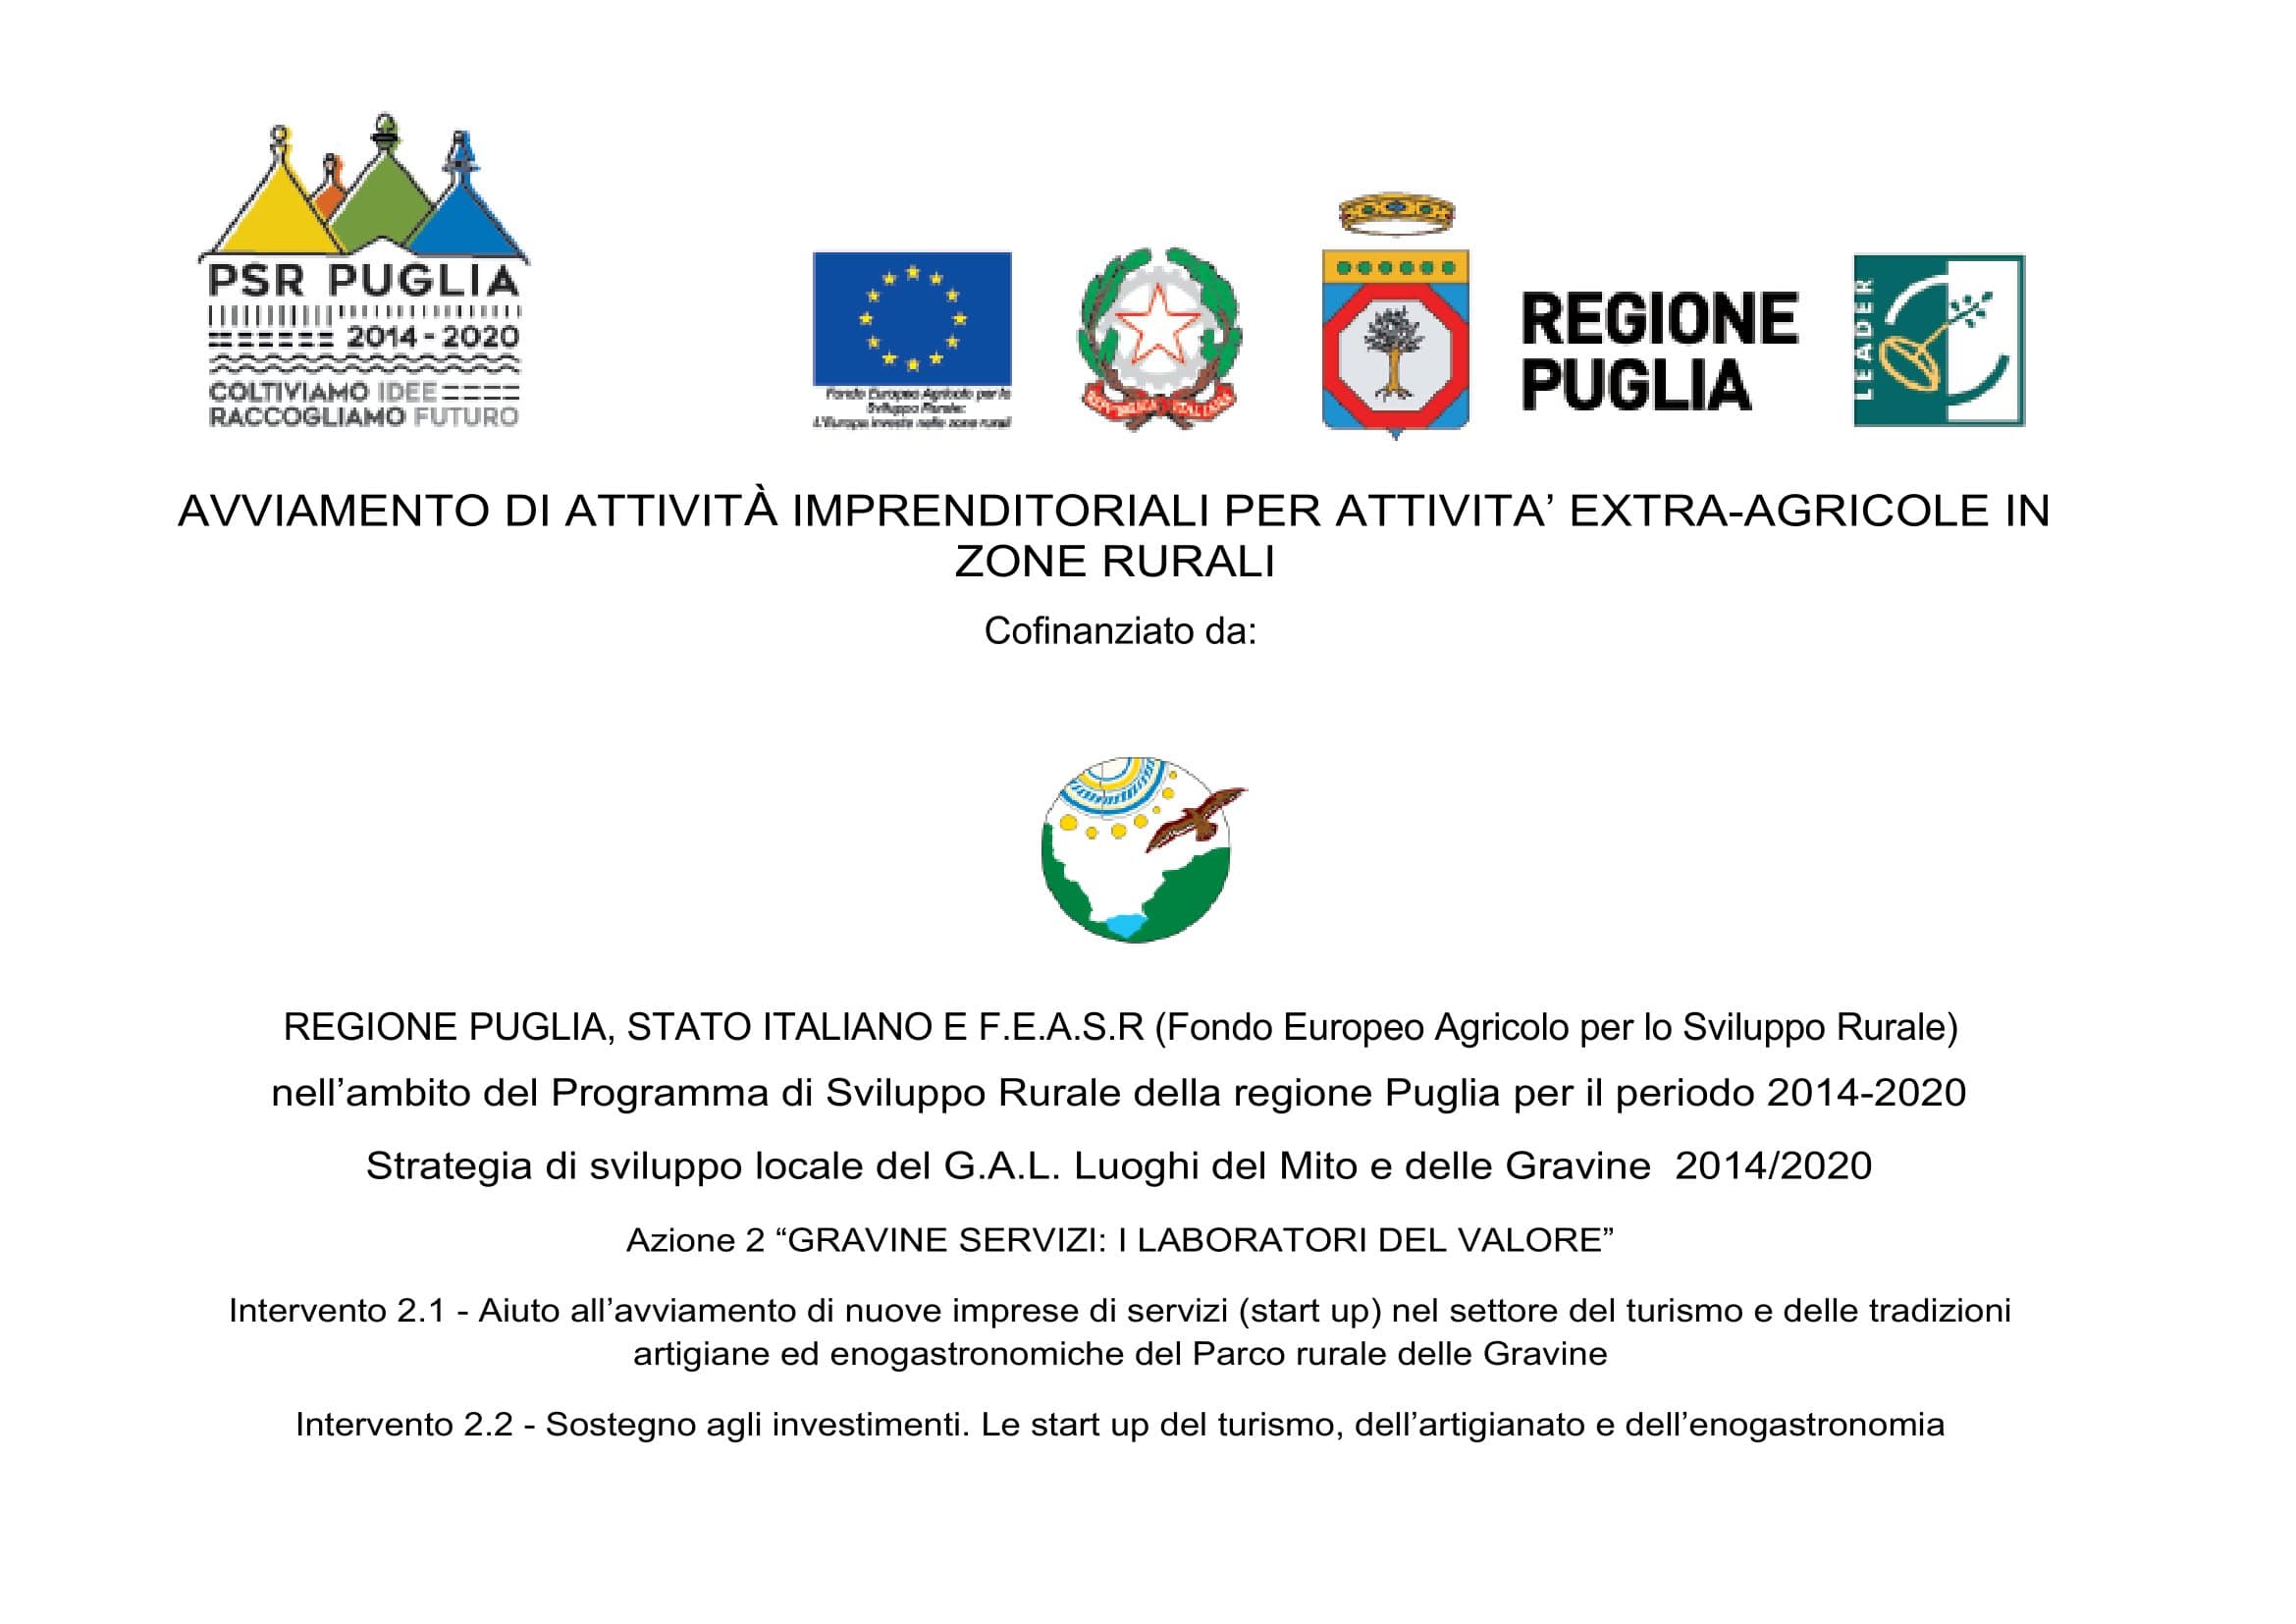 PSR PUGLIA
2014 - 2020
COLTIVIAMO IDEE
RACCOGLIAMO FUTURO
Fondo Europeo Agricolo per lo
Sviluppo Rurale:
L'Europa investe nelle zone rurali
REPVBBLICA ITALIANA
REGIONE
PUGLIA
LEADER
AVVIAMENTO DI ATTIVITÀ IMPRENDITORIALI PER ATTIVITA’ EXTRA-AGRICOLE IN
ZONE RURALI
Cofinanziato da:
REGIONE PUGLIA, STATO ITALIANO E F.E.A.S.R (Fondo Europeo Agricolo per lo Sviluppo Rurale)
nell’ambito del Programma di Sviluppo Rurale della regione Puglia per il periodo 2014-2020
Strategia di sviluppo locale del G.A.L. Luoghi del Mito e delle Gravine 2014/2020
Azione 2 “GRAVINE SERVIZI: I LABORATORI DEL VALORE”
Intervento 2.1 - Aiuto all’avviamento di nuove imprese di servizi (start up) nel settore del turismo e delle tradizioni
artigiane ed enogastronomiche del Parco rurale delle Gravine
Intervento 2.2 - Sostegno agli investimenti. Le start up del turismo, dell’artigianato e dell’enogastronomia